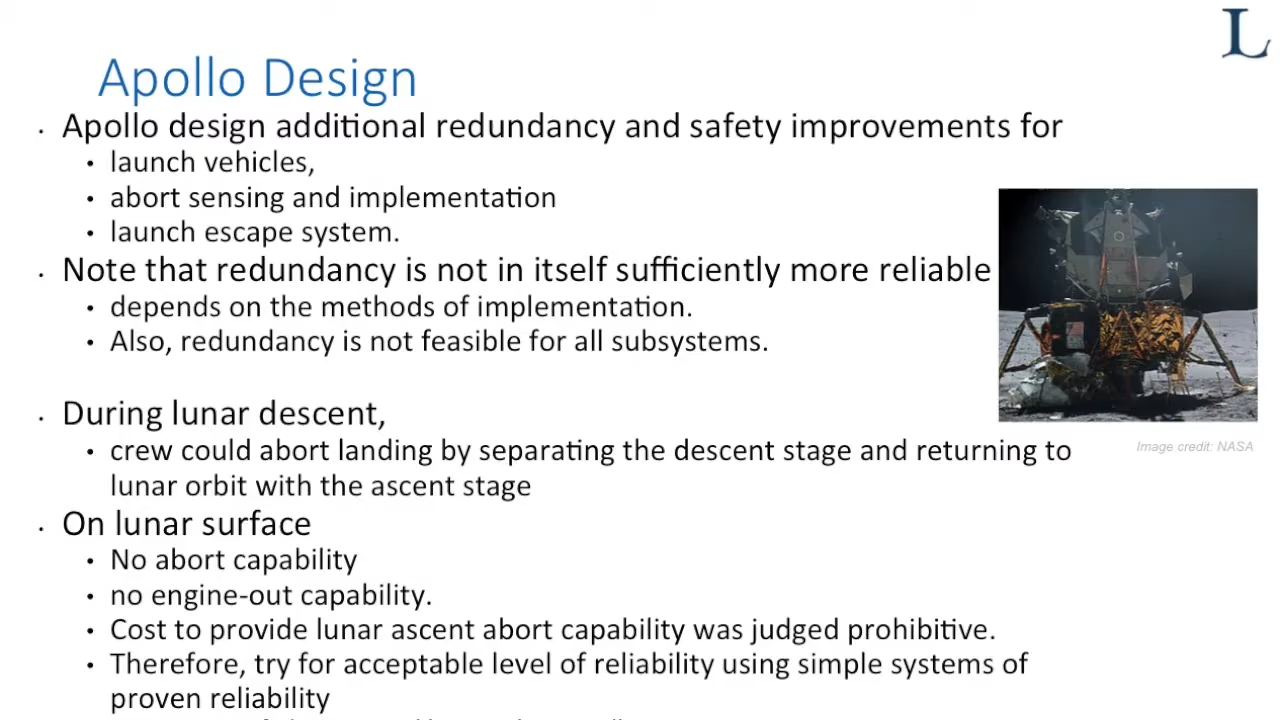 L
Apollo Design
• Apollo design additional redundancy and safety improvements for
• launch vehicles,
• abort sensing and implementation
• launch escape system.
• Note that redundancy is not in itself sufficiently more reliable
• depends on the methods of implementation.
• Also, redundancy is not feasible for all subsystems.
• During lunar descent,
• crew could abort landing by separating the descent stage and returning to
lunar orbit with the ascent stage
Image credit: NASA
• On lunar surface
• No abort capability
• no engine-out capability.
• Cost to provide lunar ascent abort capability was judged prohibitive.
• Therefore, try for acceptable level of reliability using simple systems of
proven reliability